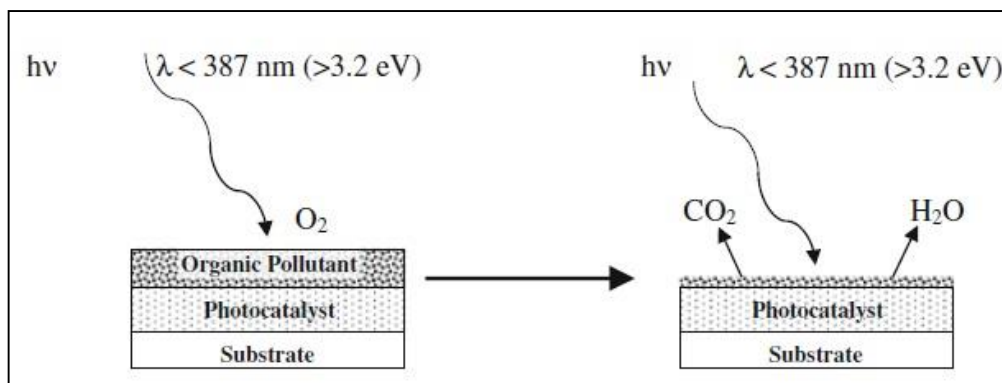 hν λ < 387 nm (>3.2 eV)
O₂
Organic Pollutant
Photocatalyst
Substrate
hν λ < 387 nm (>3.2 eV)
CO₂ H₂O
Photocatalyst
Substrate